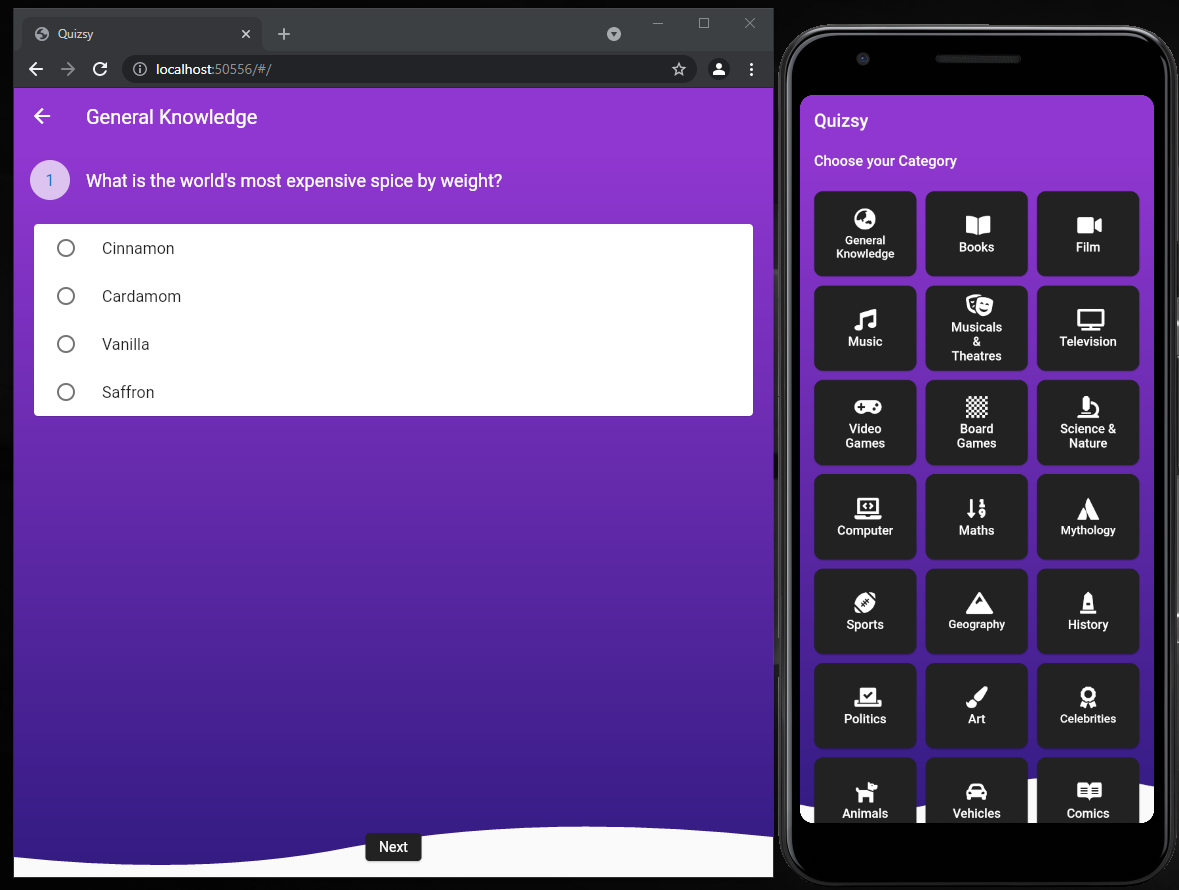 Quizsy
localhost:50556/#/
General Knowledge
1 What is the world's most expensive spice by weight?
Cinnamon
Cardamom
Vanilla
Saffron
Next
Quizsy
Choose your Category
General
Knowledge
Books
Film
Music
Musicals
&
Theatres
Television
Video
Games
Board
Games
Science &
Nature
Computer
1
9
Maths
Mythology
Sports
Geography
History
Politics
Art
Celebrities
Animals
Vehicles
Comics